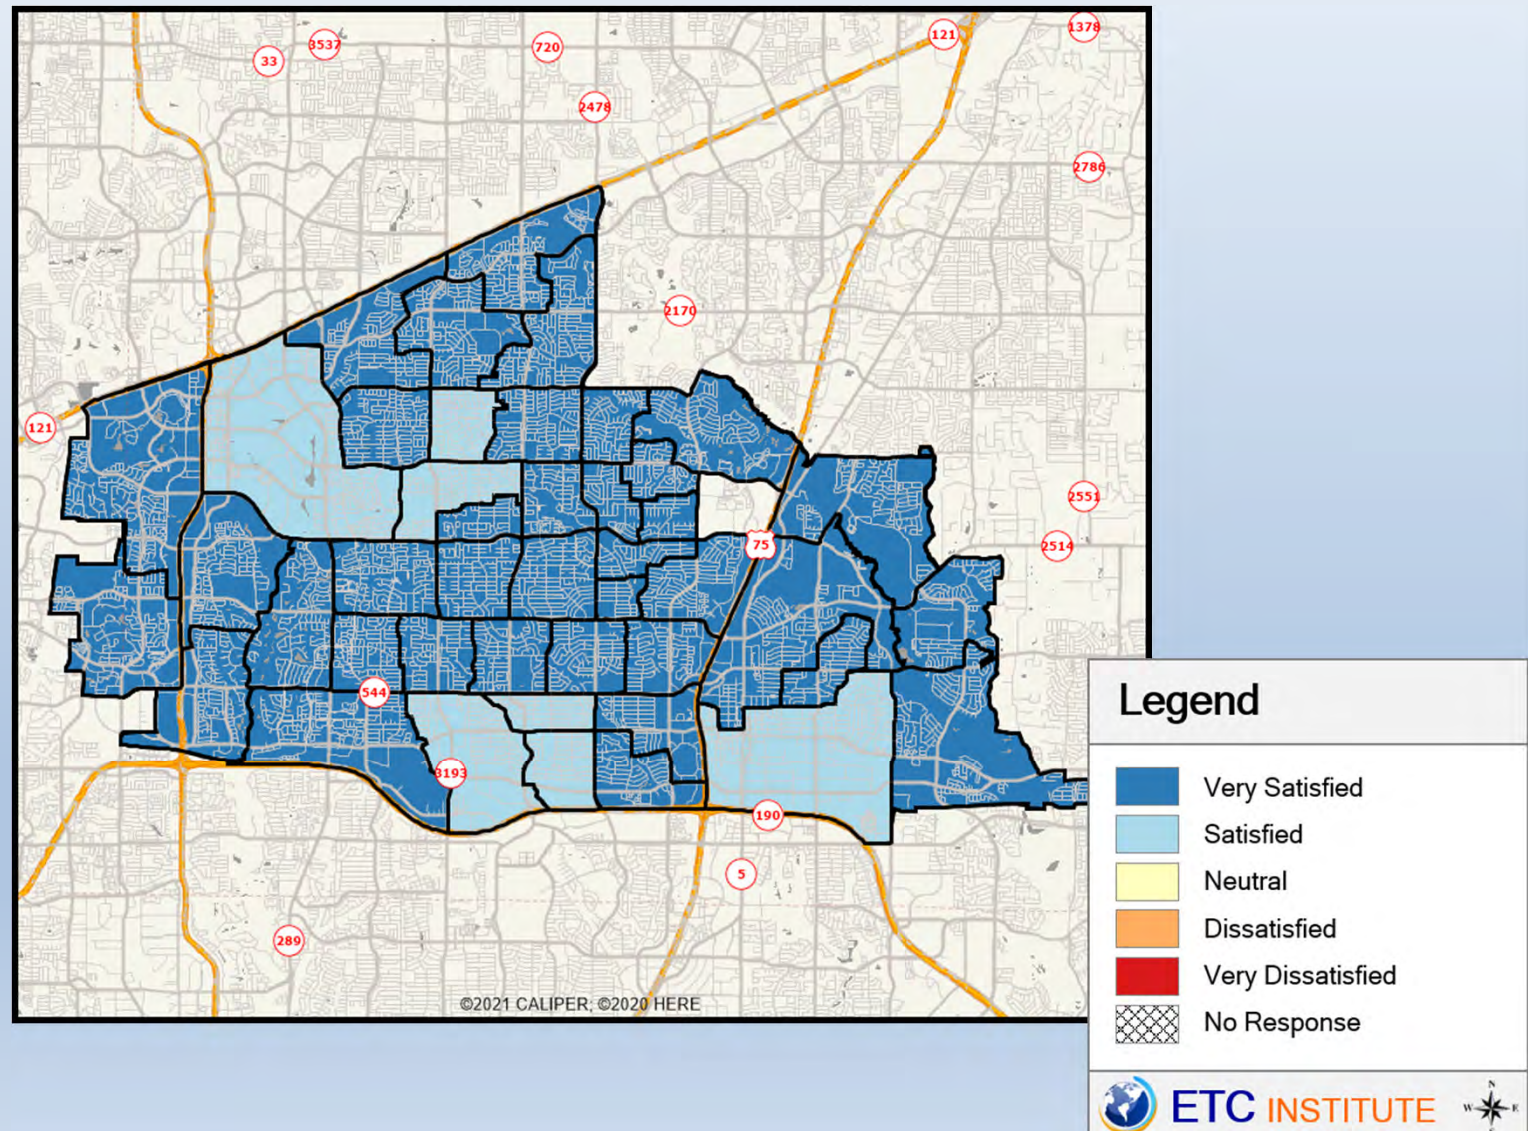 121
1378
33
3537
720
2478
2786
2170
121
2551
75
2514
544
3193
190
5
289
©2021 CALIPER; ©2020 HERE
Legend
Very Satisfied
Satisfied
Neutral
Dissatisfied
Very Dissatisfied
No Response
ETC INSTITUTE
N
W E
S